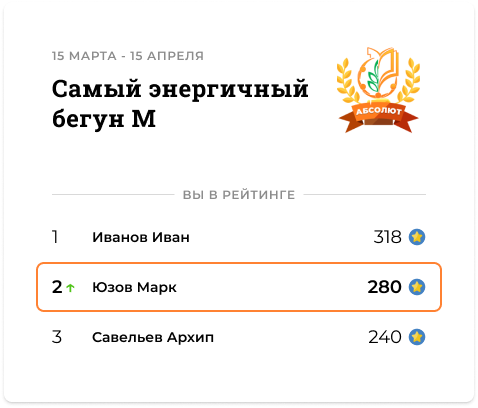 15 МАРТА - 15 АПРЕЛЯ
Самый энергичный
бегун М
АБСОЛЮТ
ВЫ В РЕЙТИНГЕ
1 Иванов Иван 318
2 ↑ Юзов Марк 280
3 Савельев Архип 240